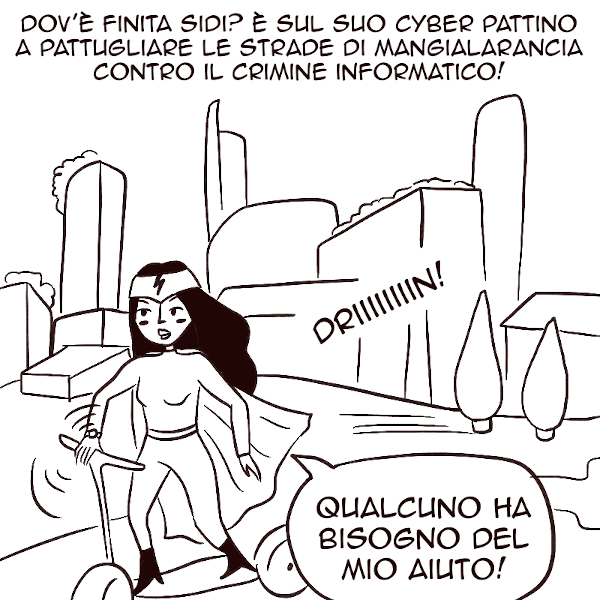 DOV'È FINITA SIDI? È SUL SUO CYBER PATTINO
A PATTUGLIARE LE STRADE DI MANGIALARANCIA
CONTRO IL CRIMINE INFORMATICO!
DRIIIIIIIIN!
QUALCUNO HA
BISOGNO DEL
MIO AIUTO!